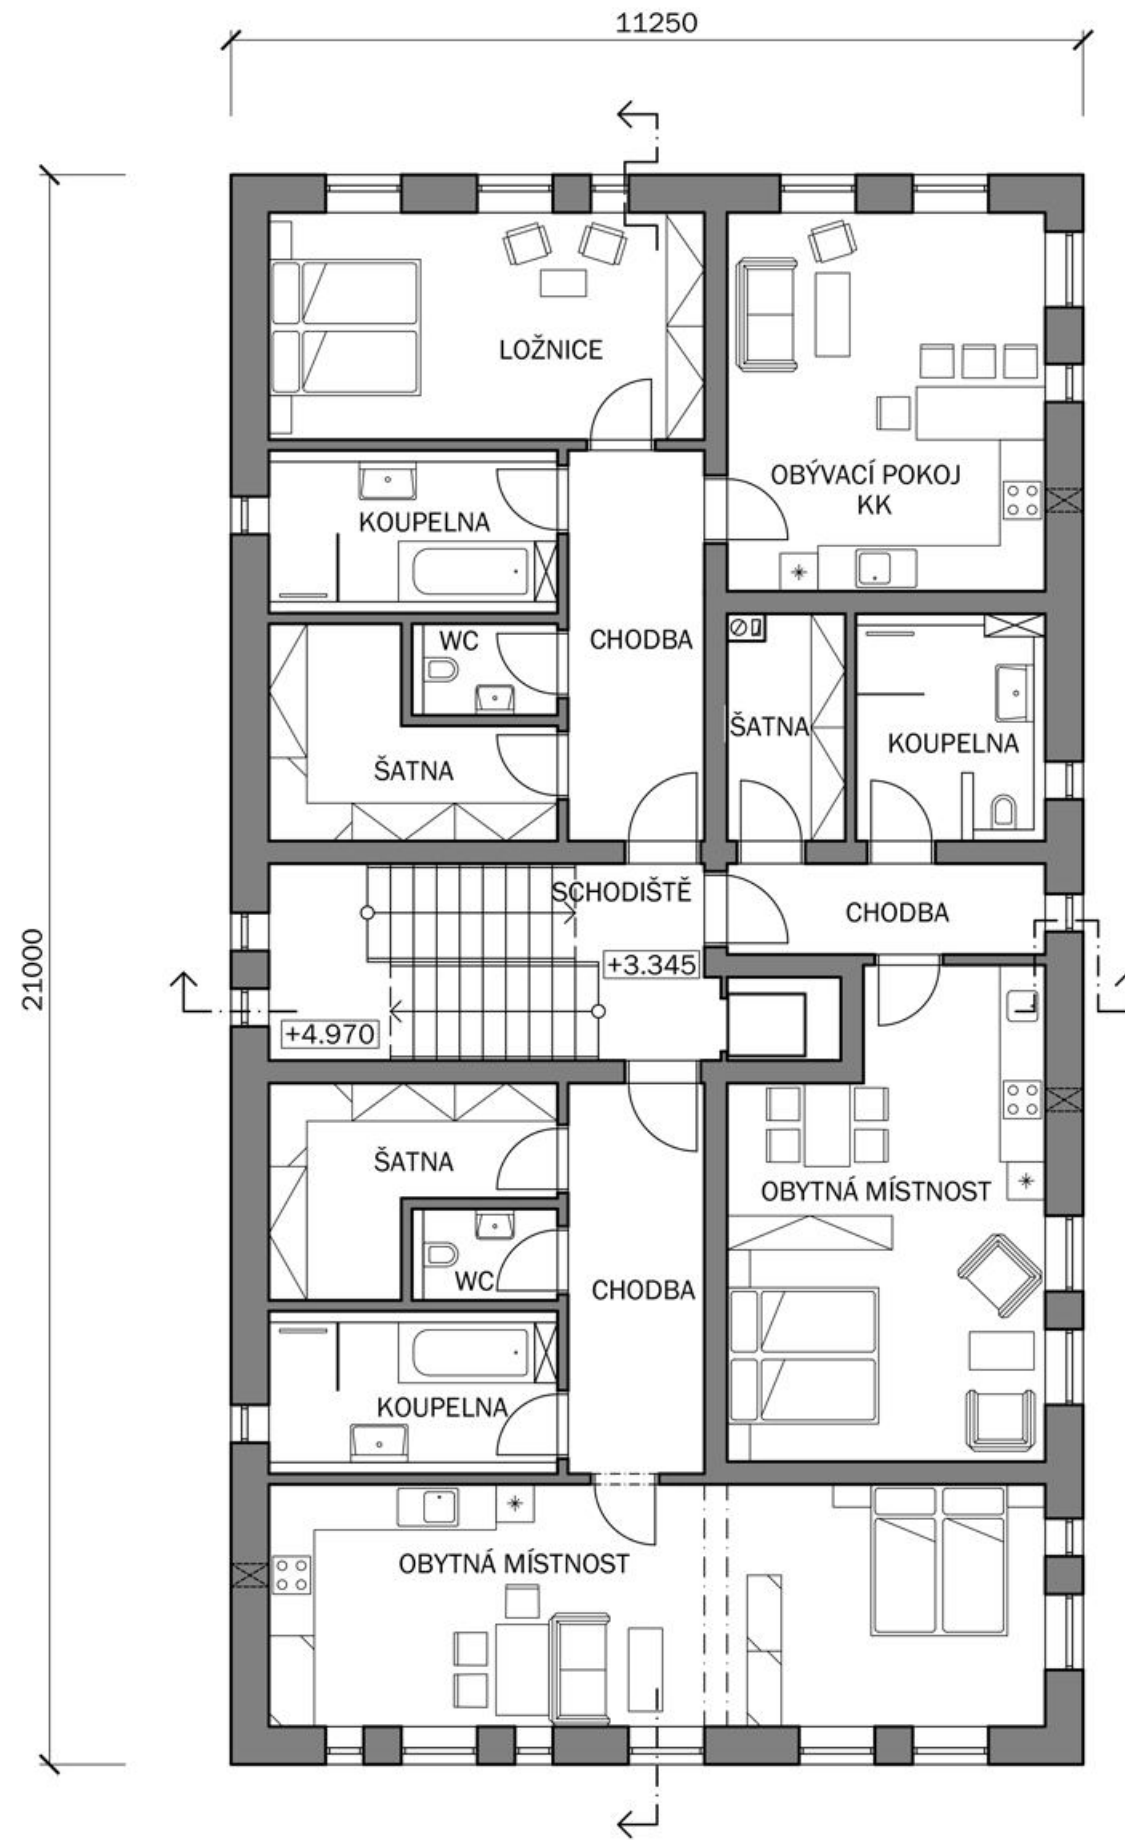 11250
21000
LOŽNICE
OBÝVACÍ POKOJ
KK
KOUPELNA
WC
CHODBA
ŠATNA
ŠATNA
KOUPELNA
SCHODIŠTĚ
CHODBA
+3.345
+4.970
ŠATNA
OBYTNÁ MÍSTNOST
WC
CHODBA
KOUPELNA
OBYTNÁ MÍSTNOST